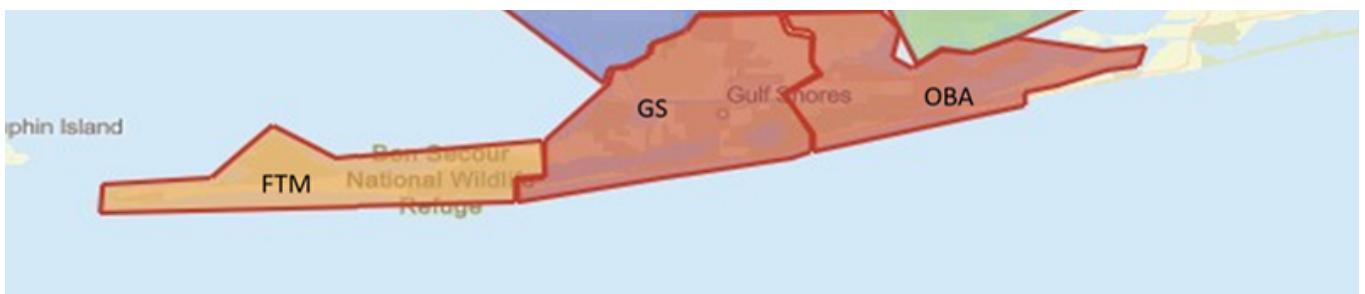 GS
Gulf Shores
OBA
phin Island
Bon Secour
National Wildlife
Refuge
FTM